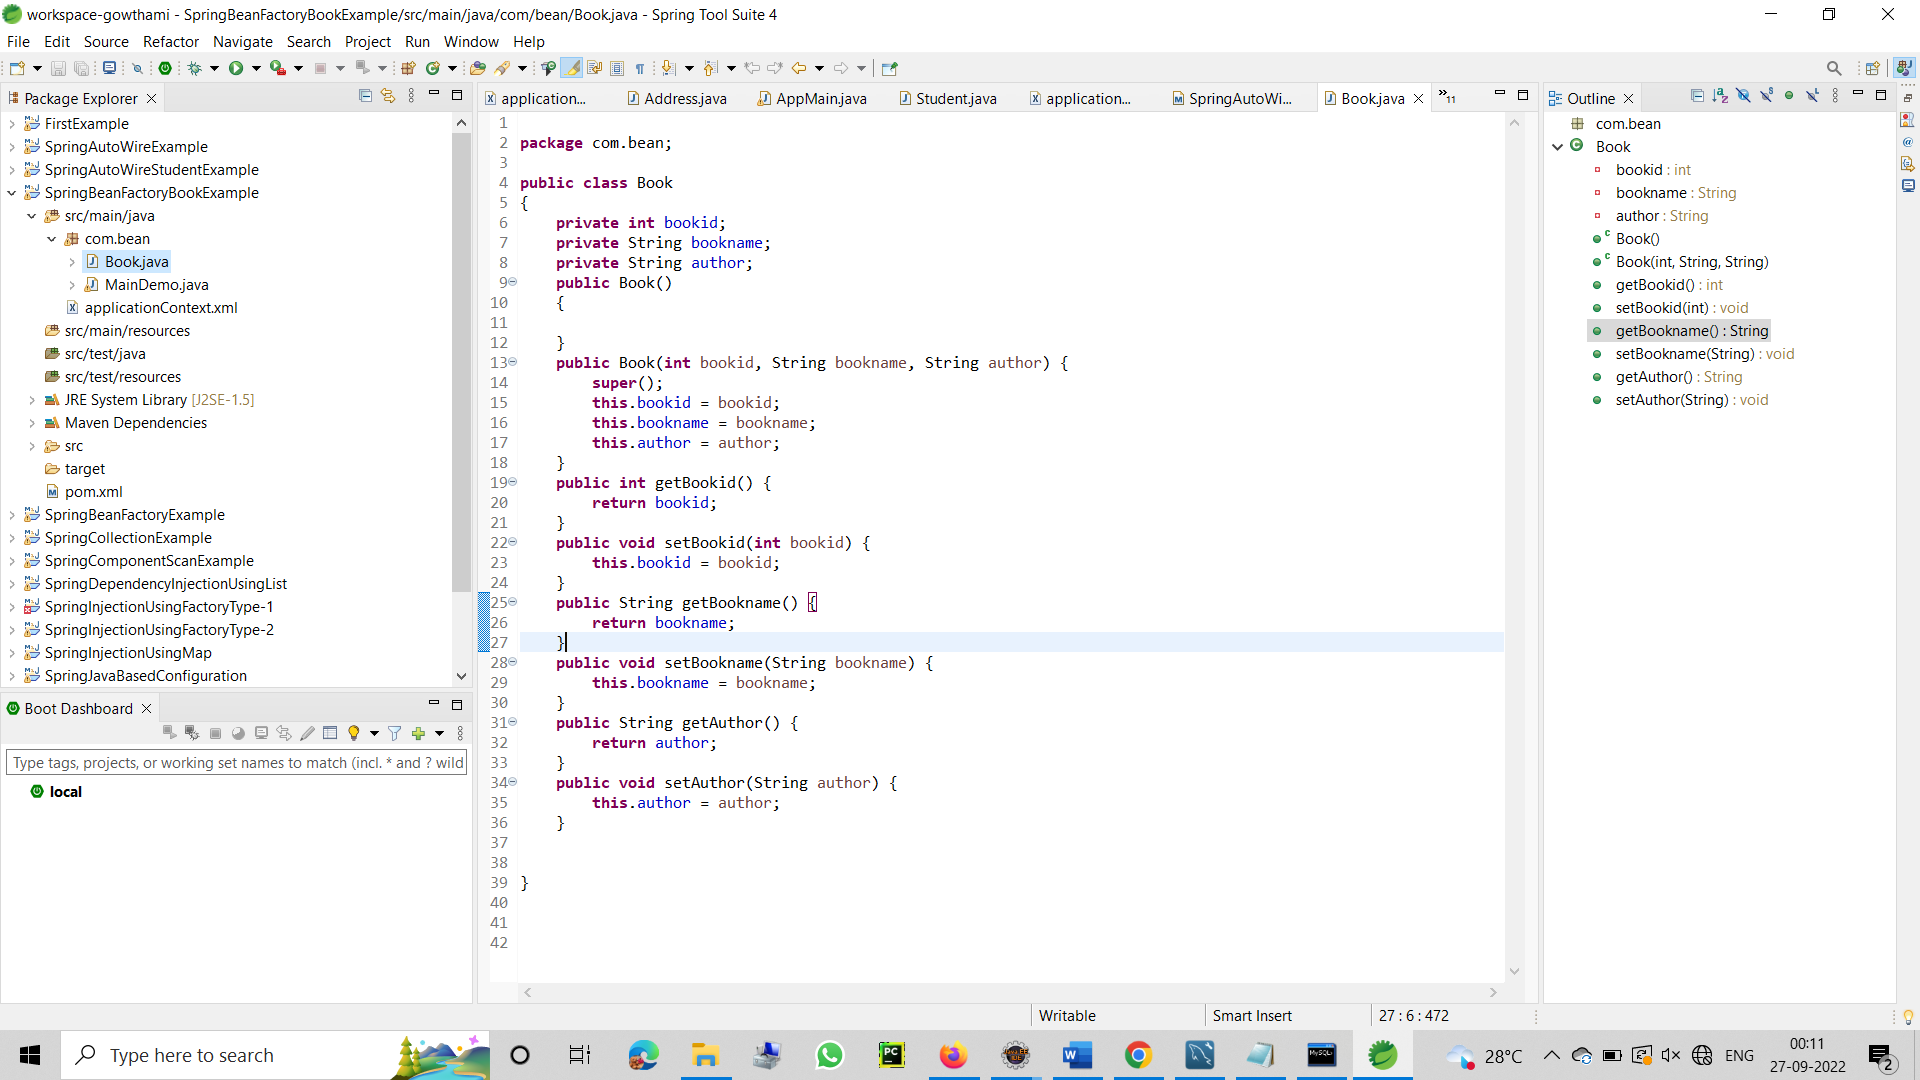 workspace-gowthami - SpringBeanFactoryBookExample/src/main/java/com/bean/Book.java - Spring Tool Suite 4
File Edit Source Refactor Navigate Search Project Run Window Help
Package Explorer
FirstExample
SpringAutoWireExample
SpringAutoWireStudentExample
SpringBeanFactoryBookExample
src/main/java
com.bean
Book.java
MainDemo.java
applicationContext.xml
src/main/resources
src/test/java
src/test/resources
JRE System Library [J2SE-1.5]
Maven Dependencies
src
target
pom.xml
SpringBeanFactoryExample
SpringCollectionExample
SpringComponentScanExample
SpringDependencyInjectionUsingList
SpringInjectionUsingFactoryType-1
SpringInjectionUsingFactoryType-2
SpringInjectionUsingMap
SpringJavaBasedConfiguration
Boot Dashboard
Type tags, projects, or working set names to match (incl. * and ? wild
local
application... Address.java AppMain.java Student.java application... SpringAutoWi... Book.java »11
1
2 package com.bean;
3
4 public class Book
5 {
6 private int bookid;
7 private String bookname;
8 private String author;
9 public Book()
10 {
11
12 }
13 public Book(int bookid, String bookname, String author) {
14 super();
15 this.bookid = bookid;
16 this.bookname = bookname;
17 this.author = author;
18 }
19 public int getBookid() {
20 return bookid;
21 }
22 public void setBookid(int bookid) {
23 this.bookid = bookid;
24 }
25 public String getBookname() {
26 return bookname;
27 }
28 public void setBookname(String bookname) {
29 this.bookname = bookname;
30 }
31 public String getAuthor() {
32 return author;
33 }
34 public void setAuthor(String author) {
35 this.author = author;
36 }
37
38
39 }
40
41
42
Outline
com.bean
Book
bookid : int
bookname : String
author : String
Book()
Book(int, String, String)
getBookid() : int
setBookid(int) : void
getBookname() : String
setBookname(String) : void
getAuthor() : String
setAuthor(String) : void
Writable Smart Insert 27 : 6 : 472
Type here to search
28°C ENG 00:11
27-09-2022
2